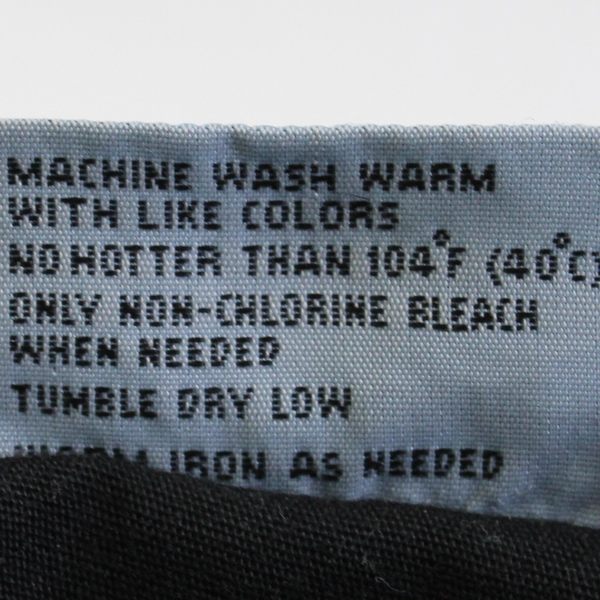 MACHINE WASH WARM
WITH LIKE COLORS
NO HOTTER THAN 104°F (40°C)
ONLY NON-CHLORINE BLEACH
WHEN NEEDED
TUMBLE DRY LOW
WARM IRON AS NEEDED